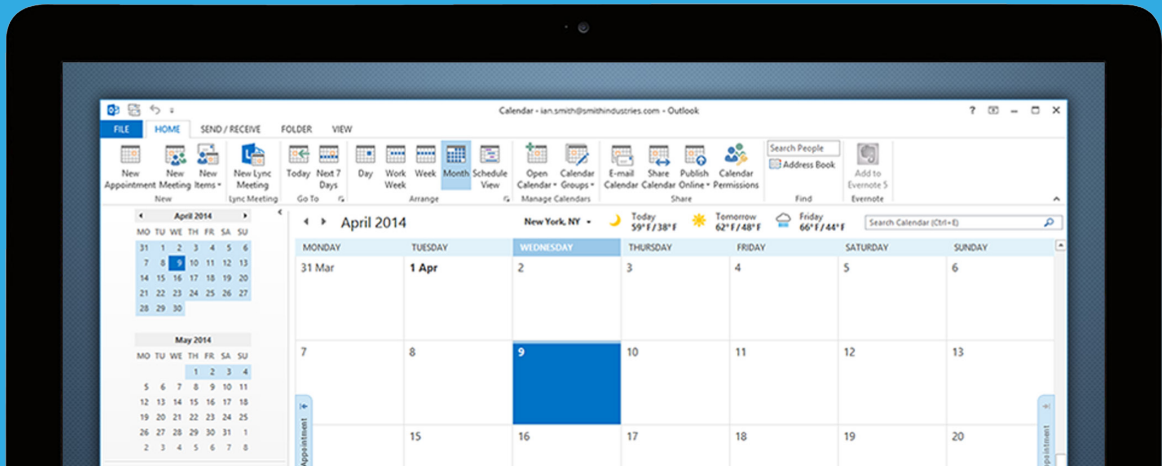 Calendar - ian.smith@smithindustries.com - Outlook
?
FILE HOME SEND / RECEIVE FOLDER VIEW
New Appointment
New Meeting
New Items
New
New Lync Meeting
Lync Meeting
Today
Next 7 Days
Go To
Day
Work Week
Week
Month
Schedule View
Arrange
Open Calendar
Calendar Groups
Manage Calendars
E-mail Calendar
Share Calendar
Publish Online
Calendar Permissions
Share
Search People
Address Book
Find
Add to Evernote 5
Evernote
April 2014
MO TU WE TH FR SA SU
31 1 2 3 4 5 6
7 8 9 10 11 12 13
14 15 16 17 18 19 20
21 22 23 24 25 26 27
28 29 30
May 2014
MO TU WE TH FR SA SU
1 2 3 4
5 6 7 8 9 10 11
12 13 14 15 16 17 18
19 20 21 22 23 24 25
26 27 28 29 30 31 1
2 3 4 5 6 7 8
April 2014
New York, NY
Today
59°F/38°F
Tomorrow
62°F/48°F
Friday
66°F/44°F
Search Calendar (Ctrl+E)
MONDAY TUESDAY WEDNESDAY THURSDAY FRIDAY SATURDAY SUNDAY
31 Mar 1 Apr 2 3 4 5 6
7 8 9 10 11 12 13
15 16 17 18 19 20
Appointment